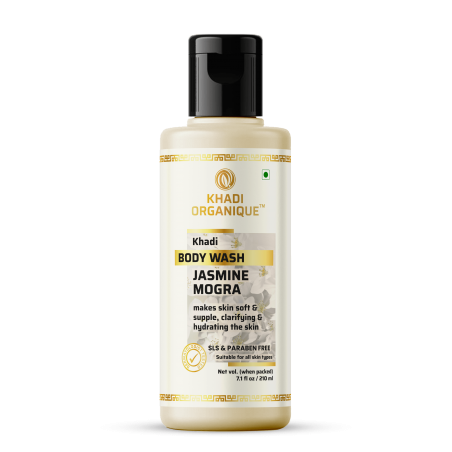 KHADI
ORGANIQUE™
Khadi
BODY WASH
JASMINE
MOGRA
makes skin soft &
supple, clarifying &
hydrating the skin
SLS & PARABEN FREE
Suitable for all skin types
Net vol. (when packed)
7.1 fl oz / 210 ml